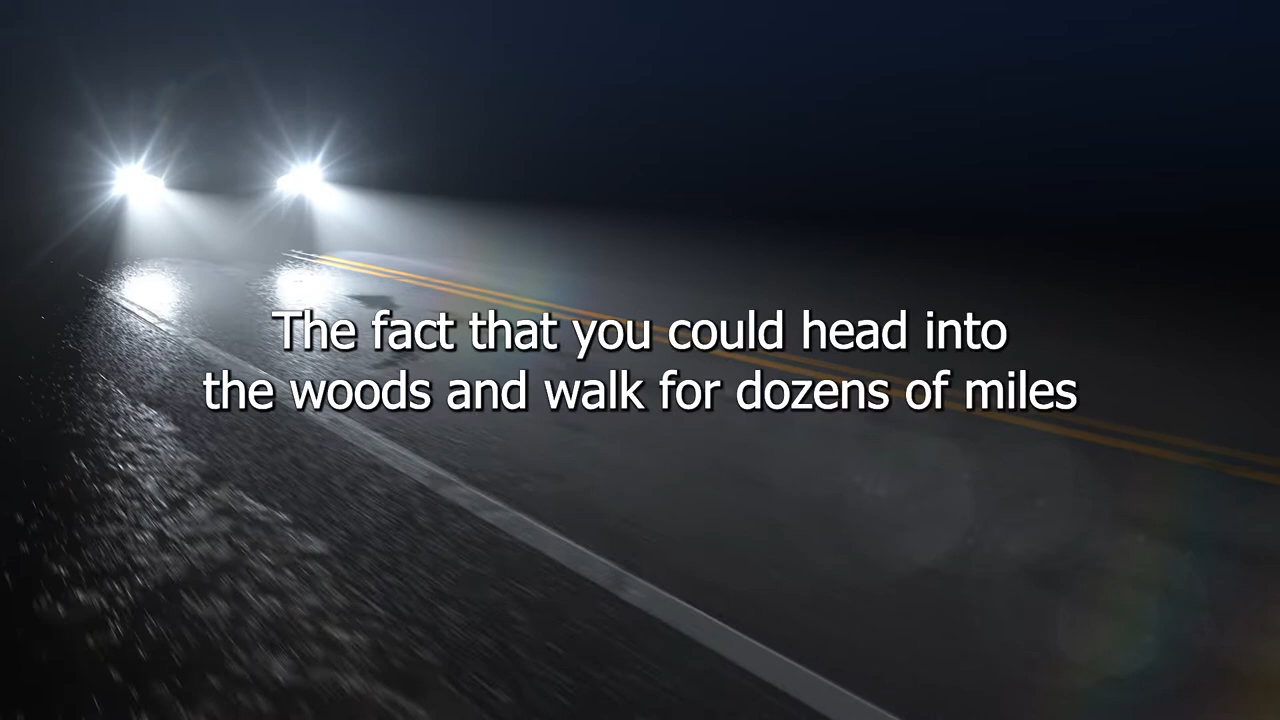 The fact that you could head into
the woods and walk for dozens of miles